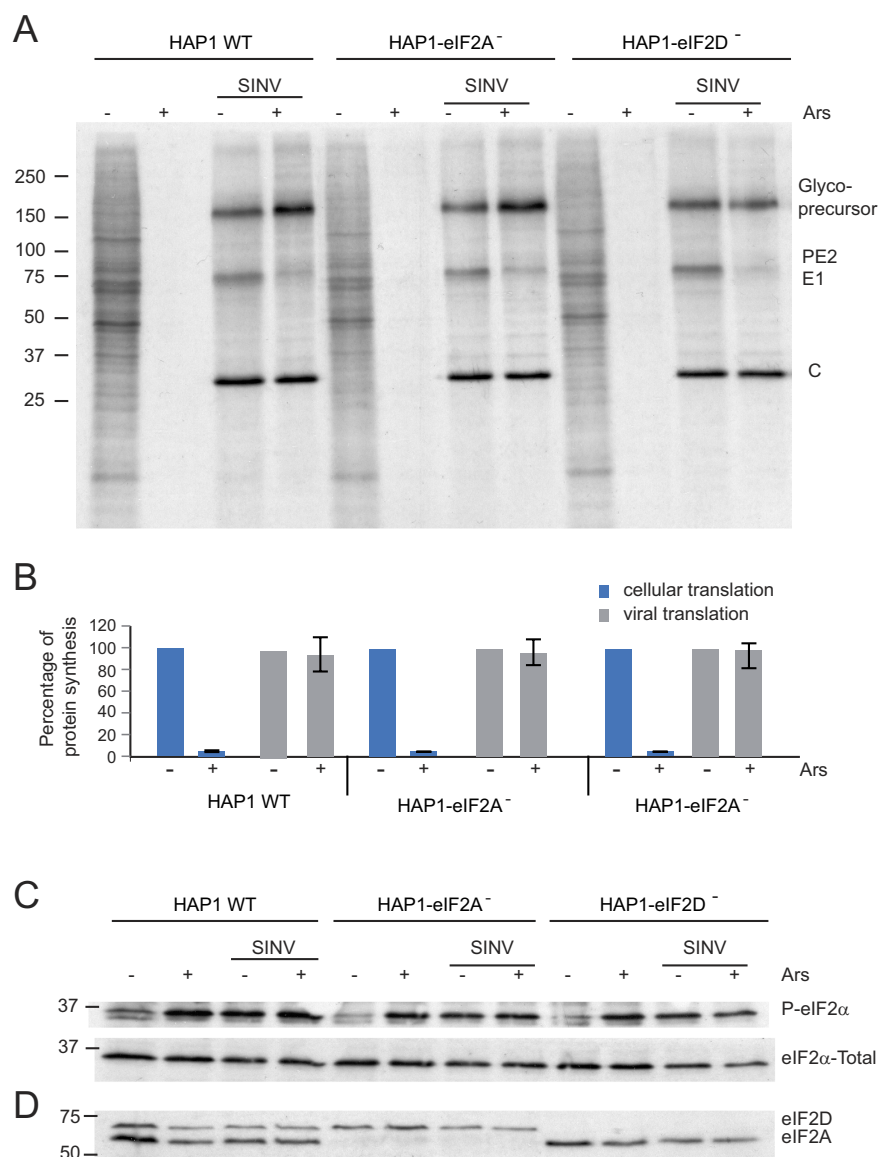 A
HAP1 WT HAP1-eIF2A - HAP1-eIF2D -
SINV SINV SINV
- + - + - + - + - + - + Ars
250
150
100
75
50
37
25
Glyco-
precursor
PE2
E1
C
B
cellular translation
viral translation
Percentage of
protein synthesis
120
100
80
60
40
20
0
- + - + - + - + - + - + Ars
HAP1 WT HAP1-eIF2A - HAP1-eIF2A -
C
HAP1 WT HAP1-eIF2A - HAP1-eIF2D -
SINV SINV SINV
- + - + - + - + - + - + Ars
37 P-eIF2α
37 eIF2α-Total
D
75 eIF2D
eIF2A
50